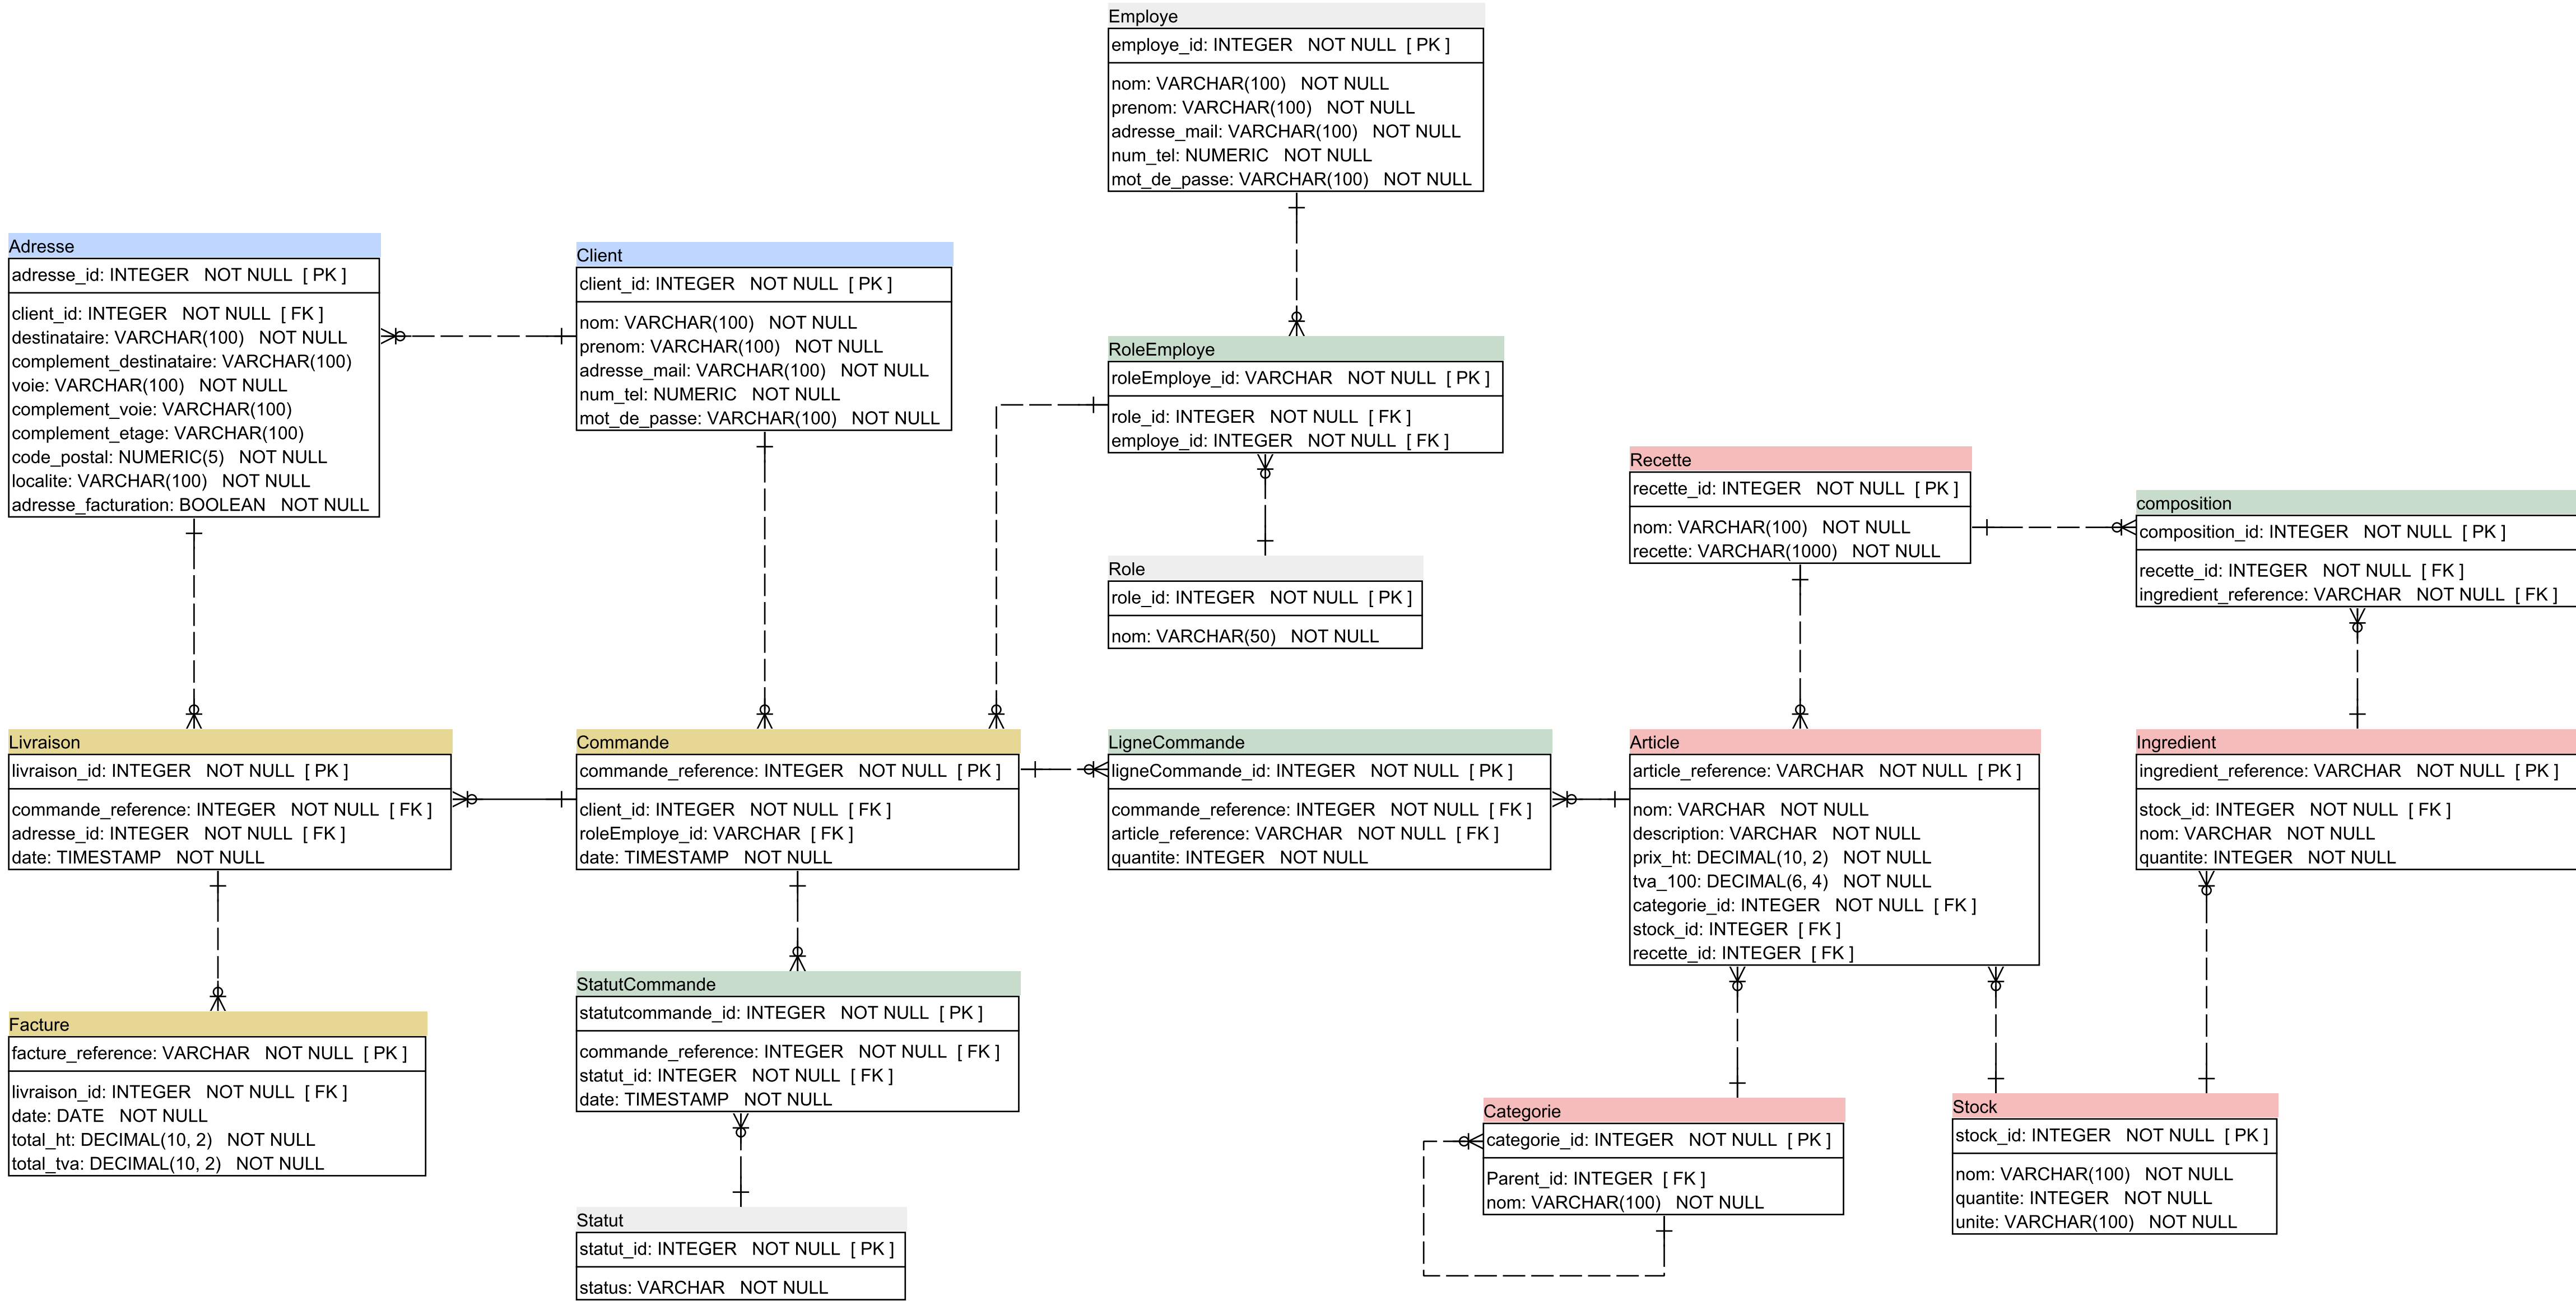 Employe
employe_id: INTEGER NOT NULL [ PK ]
nom: VARCHAR(100) NOT NULL
prenom: VARCHAR(100) NOT NULL
adresse_mail: VARCHAR(100) NOT NULL
num_tel: NUMERIC NOT NULL
mot_de_passe: VARCHAR(100) NOT NULL
Adresse
adresse_id: INTEGER NOT NULL [ PK ]
client_id: INTEGER NOT NULL [ FK ]
destinataire: VARCHAR(100) NOT NULL
complement_destinataire: VARCHAR(100)
voie: VARCHAR(100) NOT NULL
complement_voie: VARCHAR(100)
complement_etage: VARCHAR(100)
code_postal: NUMERIC(5) NOT NULL
localite: VARCHAR(100) NOT NULL
adresse_facturation: BOOLEAN NOT NULL
Client
client_id: INTEGER NOT NULL [ PK ]
nom: VARCHAR(100) NOT NULL
prenom: VARCHAR(100) NOT NULL
adresse_mail: VARCHAR(100) NOT NULL
num_tel: NUMERIC NOT NULL
mot_de_passe: VARCHAR(100) NOT NULL
RoleEmploye
roleEmploye_id: VARCHAR NOT NULL [ PK ]
role_id: INTEGER NOT NULL [ FK ]
employe_id: INTEGER NOT NULL [ FK ]
Role
role_id: INTEGER NOT NULL [ PK ]
nom: VARCHAR(50) NOT NULL
Recette
recette_id: INTEGER NOT NULL [ PK ]
nom: VARCHAR(100) NOT NULL
recette: VARCHAR(1000) NOT NULL
composition
composition_id: INTEGER NOT NULL [ PK ]
recette_id: INTEGER NOT NULL [ FK ]
ingredient_reference: VARCHAR NOT NULL [ FK ]
Livraison
livraison_id: INTEGER NOT NULL [ PK ]
commande_reference: INTEGER NOT NULL [ FK ]
adresse_id: INTEGER NOT NULL [ FK ]
date: TIMESTAMP NOT NULL
Commande
commande_reference: INTEGER NOT NULL [ PK ]
client_id: INTEGER NOT NULL [ FK ]
roleEmploye_id: VARCHAR [ FK ]
date: TIMESTAMP NOT NULL
LigneCommande
ligneCommande_id: INTEGER NOT NULL [ PK ]
commande_reference: INTEGER NOT NULL [ FK ]
article_reference: VARCHAR NOT NULL [ FK ]
quantite: INTEGER NOT NULL
Article
article_reference: VARCHAR NOT NULL [ PK ]
nom: VARCHAR NOT NULL
description: VARCHAR NOT NULL
prix_ht: DECIMAL(10, 2) NOT NULL
tva_100: DECIMAL(6, 4) NOT NULL
categorie_id: INTEGER NOT NULL [ FK ]
stock_id: INTEGER [ FK ]
recette_id: INTEGER [ FK ]
Ingredient
ingredient_reference: VARCHAR NOT NULL [ PK ]
stock_id: INTEGER NOT NULL [ FK ]
nom: VARCHAR NOT NULL
quantite: INTEGER NOT NULL
Facture
facture_reference: VARCHAR NOT NULL [ PK ]
livraison_id: INTEGER NOT NULL [ FK ]
date: DATE NOT NULL
total_ht: DECIMAL(10, 2) NOT NULL
total_tva: DECIMAL(10, 2) NOT NULL
StatutCommande
statutcommande_id: INTEGER NOT NULL [ PK ]
commande_reference: INTEGER NOT NULL [ FK ]
statut_id: INTEGER NOT NULL [ FK ]
date: TIMESTAMP NOT NULL
Statut
statut_id: INTEGER NOT NULL [ PK ]
status: VARCHAR NOT NULL
Categorie
categorie_id: INTEGER NOT NULL [ PK ]
Parent_id: INTEGER [ FK ]
nom: VARCHAR(100) NOT NULL
Stock
stock_id: INTEGER NOT NULL [ PK ]
nom: VARCHAR(100) NOT NULL
quantite: INTEGER NOT NULL
unite: VARCHAR(100) NOT NULL